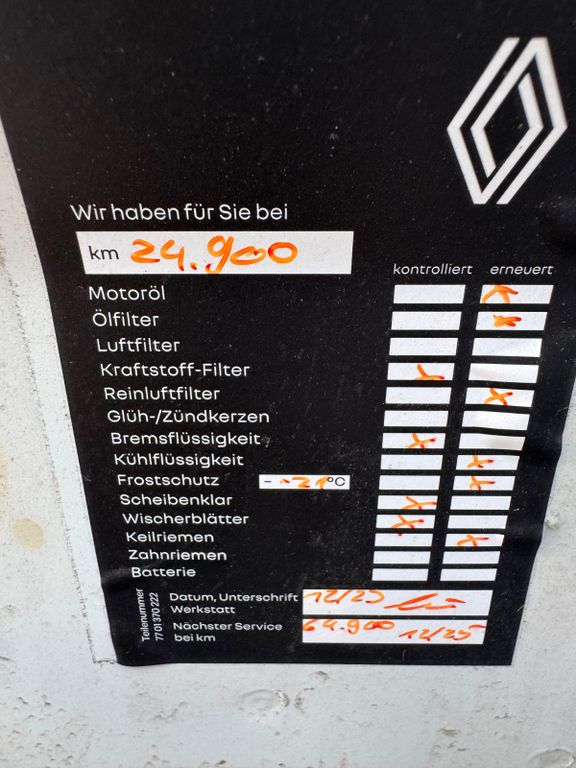 Wir haben für Sie bei
km 24.900
kontrolliert erneuert
Motoröl x
Ölfilter x
Luftfilter
Kraftstoff-Filter x
Reinluftfilter x
Glüh-/Zündkerzen
Bremsflüssigkeit x
Kühlflüssigkeit x
Frostschutz - -21°C x
Scheibenklar x
Wischerblätter x
Keilriemen x
Zahnriemen
Batterie
Teilenummer
77 01 370 222
Datum, Unterschrift 12/23
Werkstatt
Nächster Service 64.900 12/25
bei km